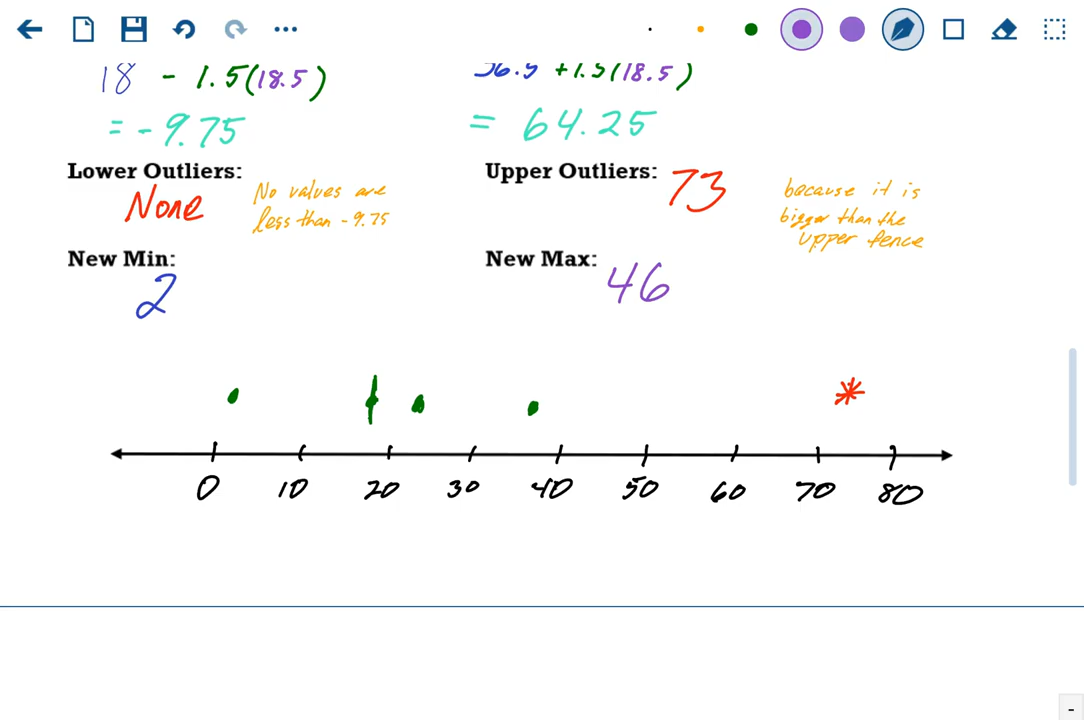 18 - 1.5(18.5)
36.5 +1.5(18.5)
= -9.75
= 64.25
Lower Outliers:
None
No values are
less than -9.75
Upper Outliers: 73
because it is
bigger than the
upper fence
New Min:
2
New Max:
46
0 10 20 30 40 50 60 70 80